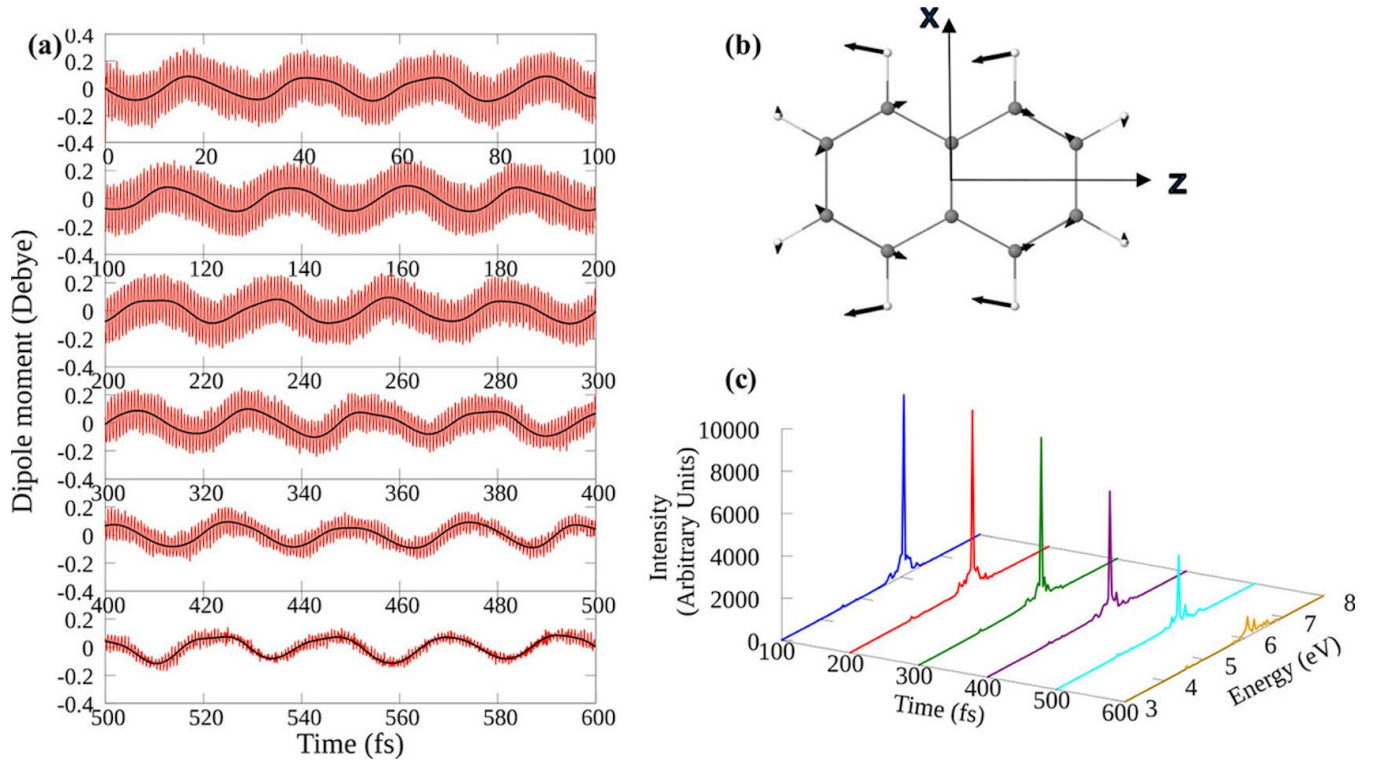 (a)
Dipole moment (Debye)
0.4
0.2
0
-0.2
-0.4
0 20 40 60 80 100
0.2
0
-0.2
-0.4
100 120 140 160 180 200
0.2
0
-0.2
-0.4
200 220 240 260 280 300
0.2
0
-0.2
-0.4
300 320 340 360 380 400
0.2
0
-0.2
-0.4
400 420 440 460 480 500
0.2
0
-0.2
-0.4
500 520 540 560 580 600
Time (fs)
(b)
X
Z
(c)
Intensity
(Arbitrary Units)
10000
8000
6000
4000
2000
0
100 200 300 400 500 600
Time (fs)
3 4 5 6 7 8
Energy (eV)